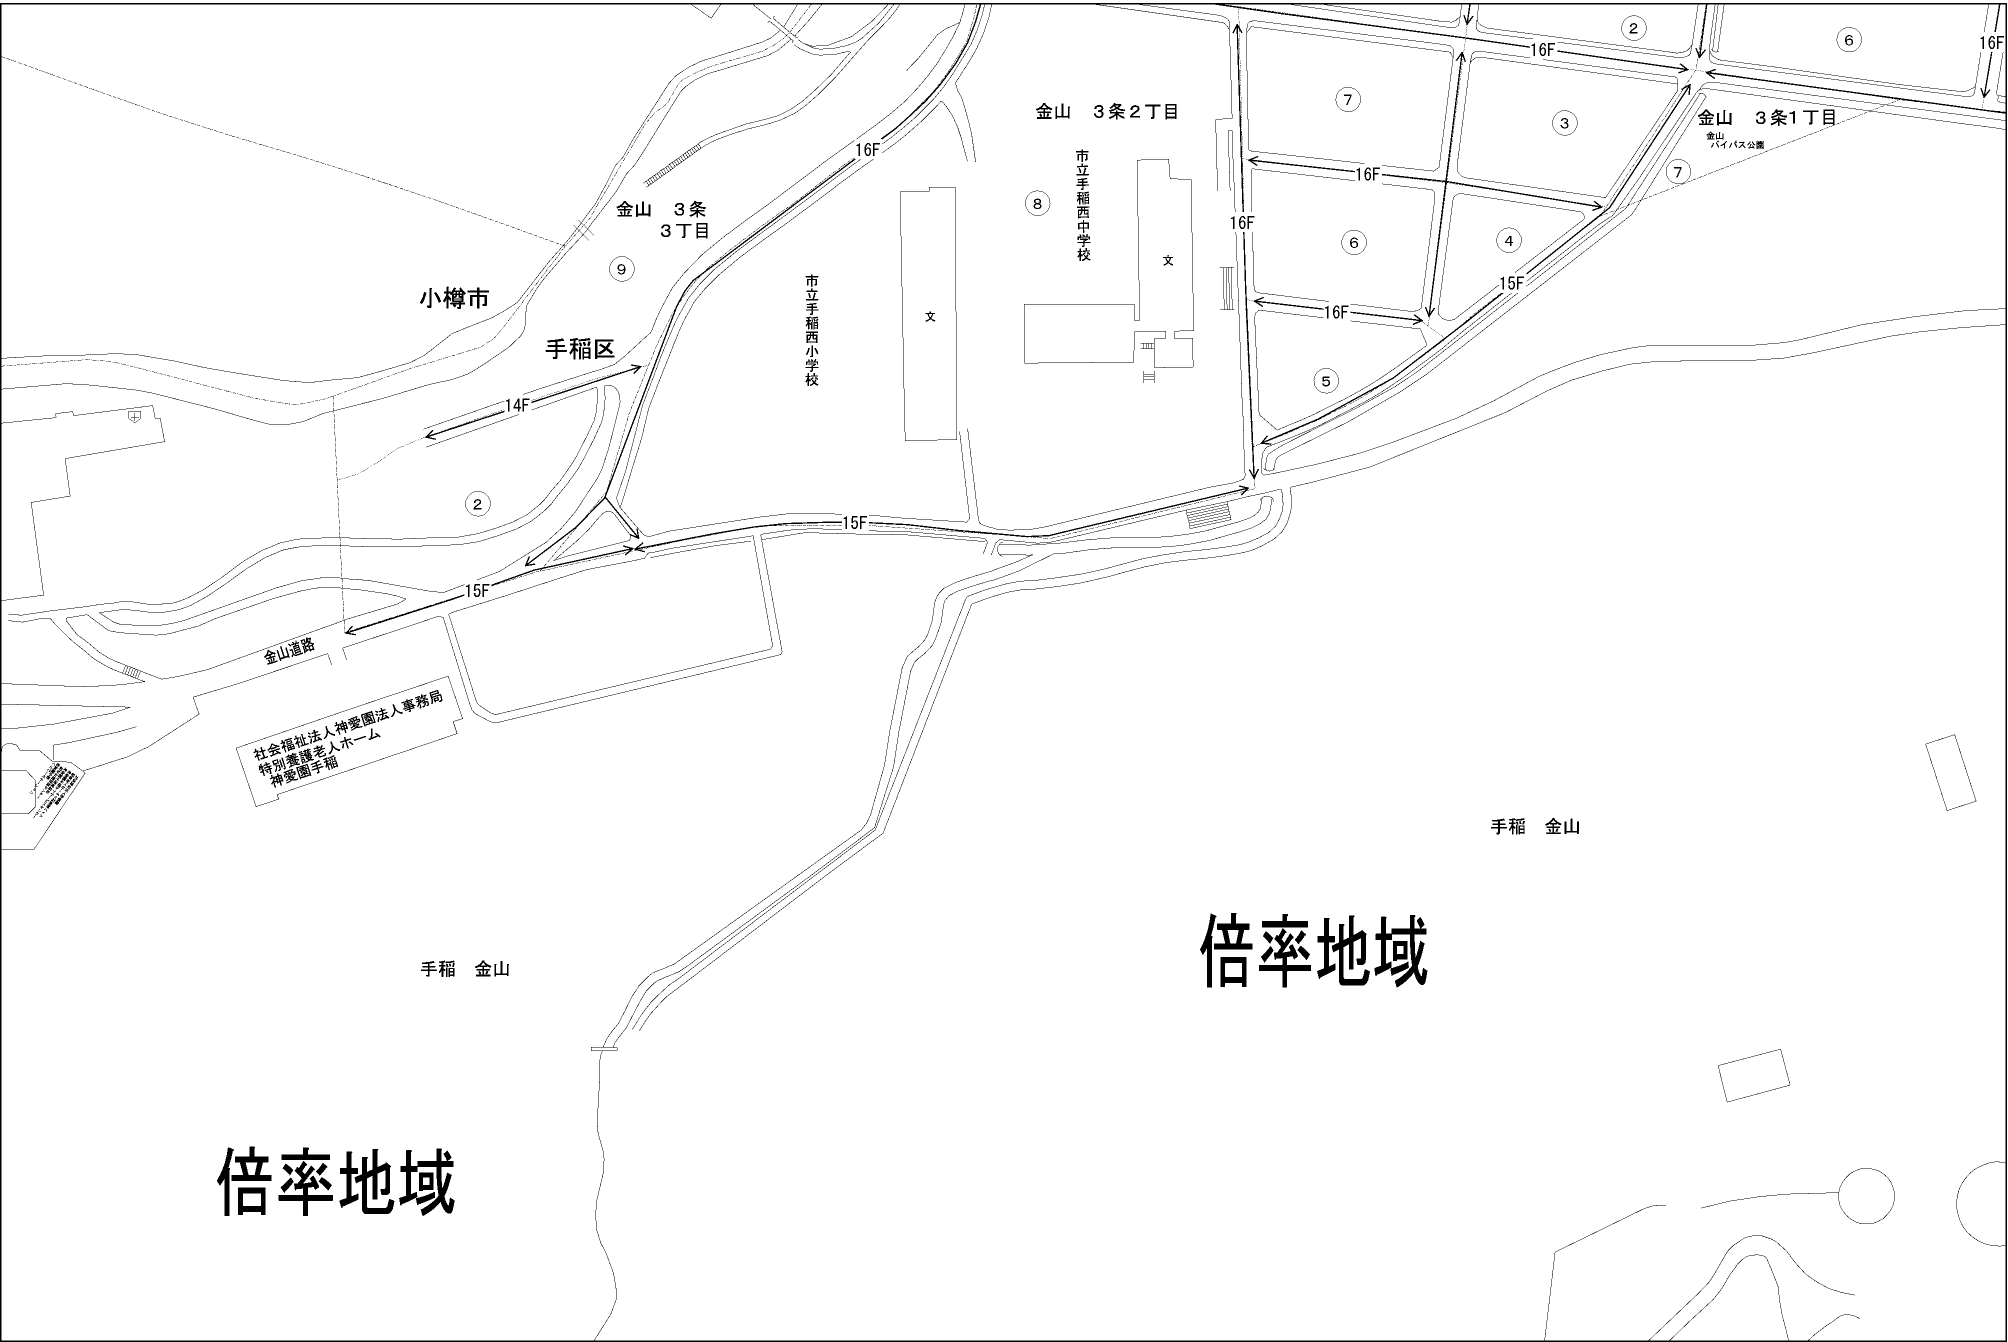 16F
②
⑥
16F
⑦
③
金山 3条2丁目
金山 3条1丁目
金山
バイパス公園
⑦
16F
市立手稲西中学校
文
⑧
16F
16F
⑥
④
金山 3条
3丁目
⑨
小樽市
手稲区
市立手稲西小学校
文
15F
16F
⑤
14F
②
15F
15F
金山道路
社会福祉法人神愛園法人事務局
特別養護老人ホーム
神愛園手稲
手稲 金山
倍率地域
手稲 金山
倍率地域